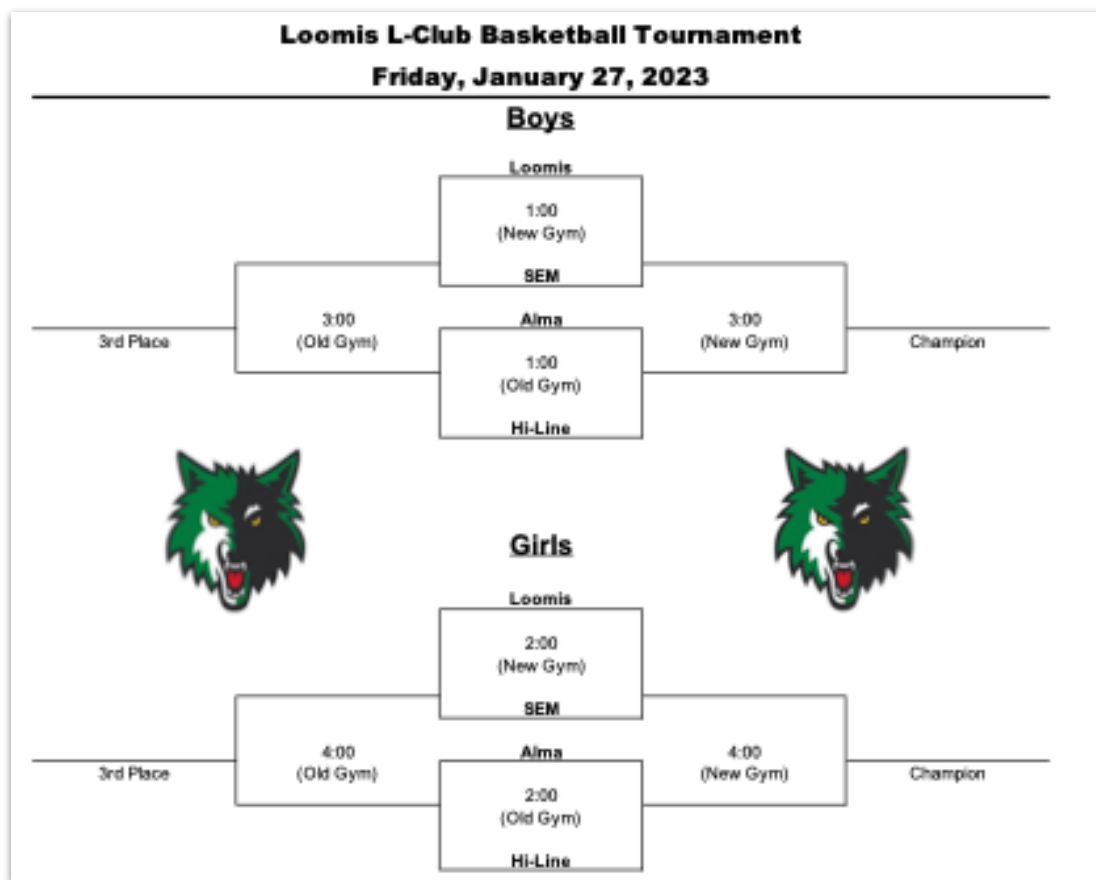 Loomis L-Club Basketball Tournament
Friday, January 27, 2023
Boys
Loomis
1:00
(New Gym)
SEM
3:00
(Old Gym)
Alma
3:00
(New Gym)
3rd Place
Champion
1:00
(Old Gym)
Hi-Line
Girls
Loomis
2:00
(New Gym)
SEM
4:00
(Old Gym)
Alma
4:00
(New Gym)
3rd Place
Champion
2:00
(Old Gym)
Hi-Line